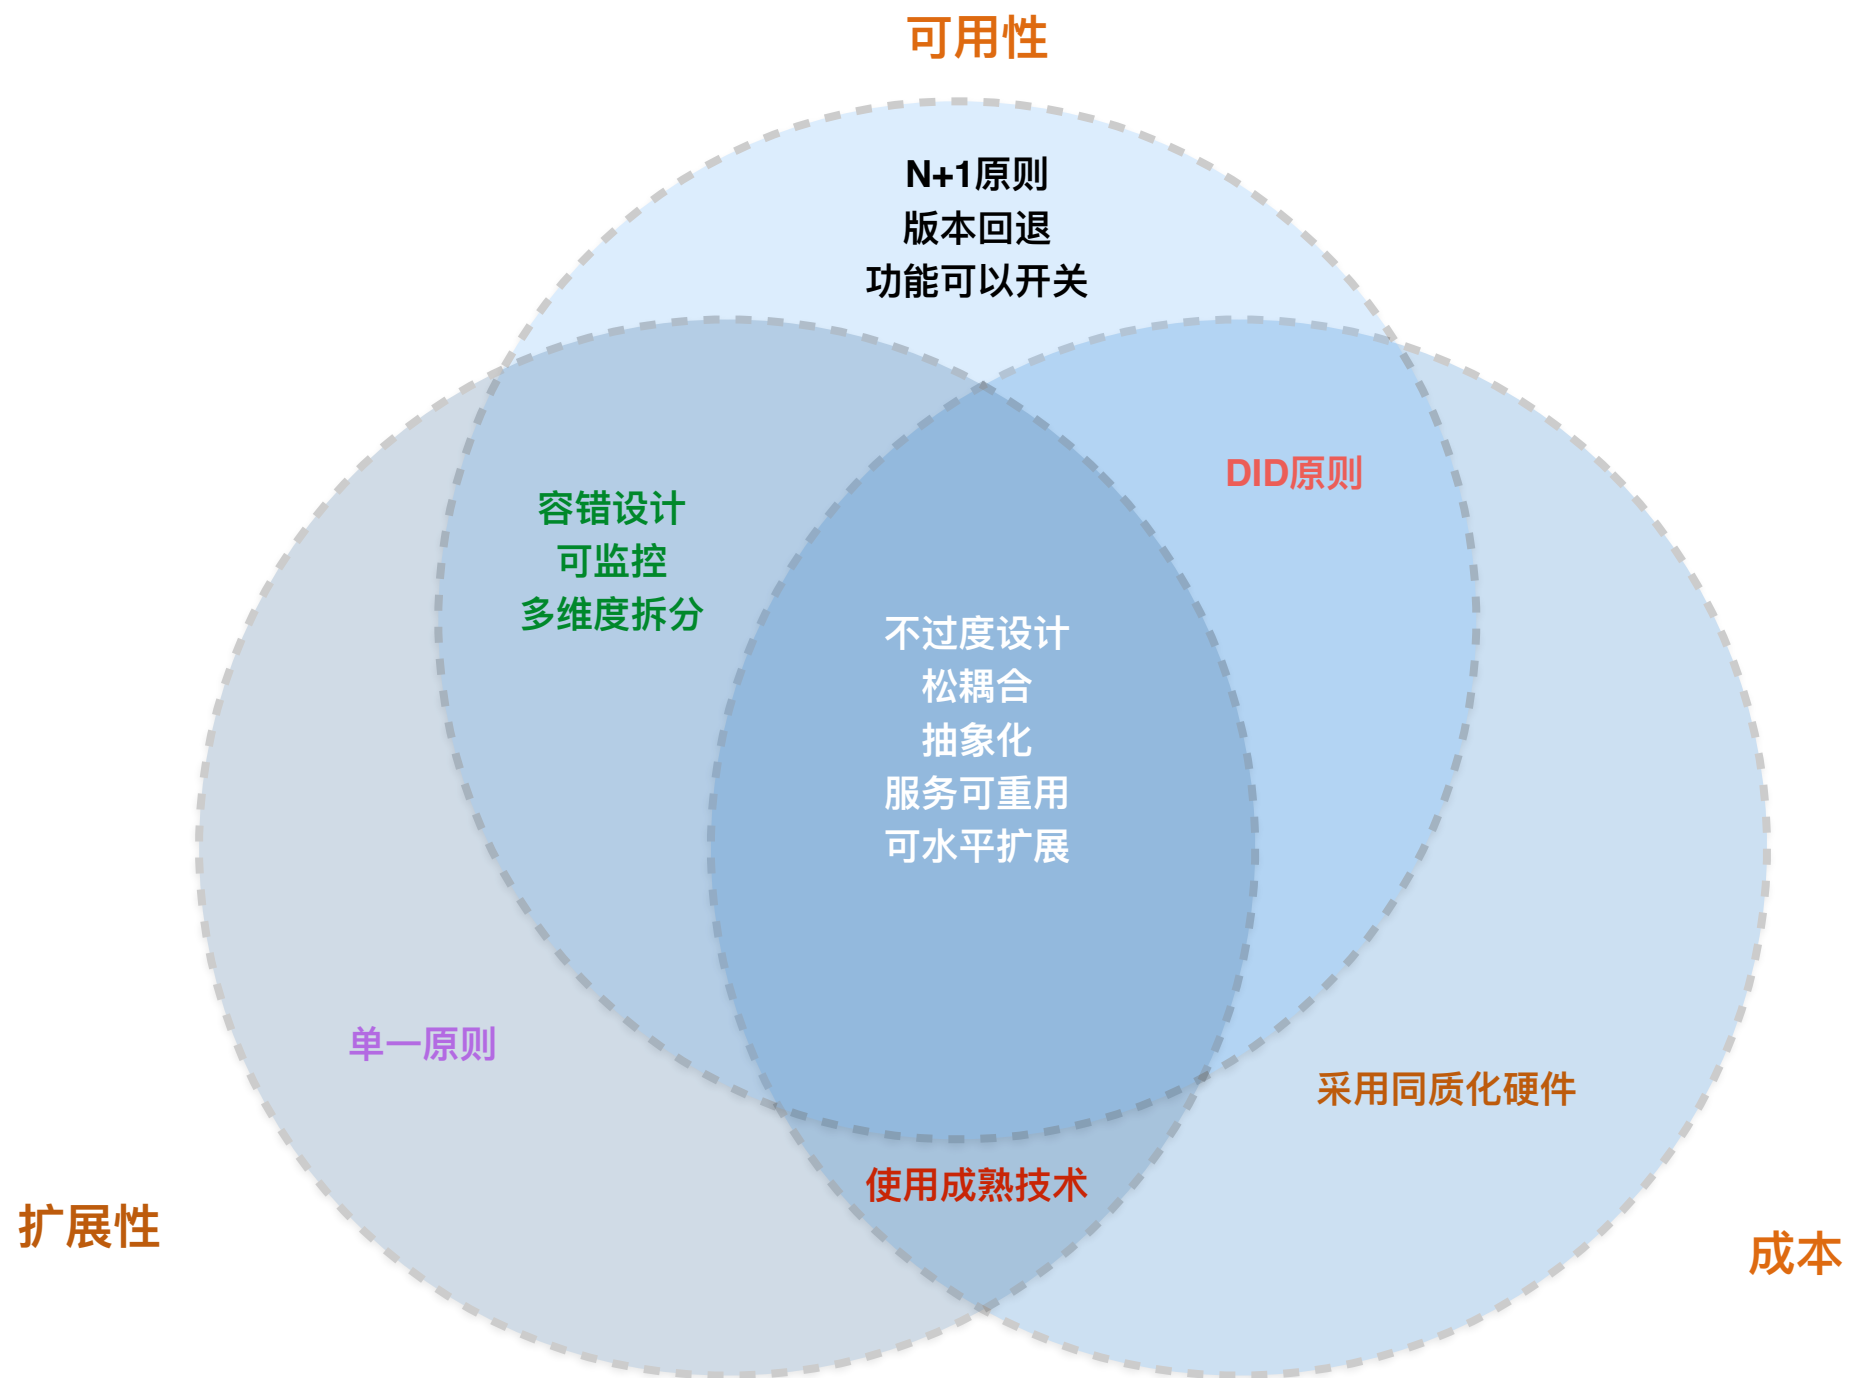 可用性
N+1原则
版本回退
功能可以开关
DID原则
容错设计
可监控
多维度拆分
不过度设计
松耦合
抽象化
服务可重用
可水平扩展
单一原则
采用同质化硬件
使用成熟技术
扩展性
成本